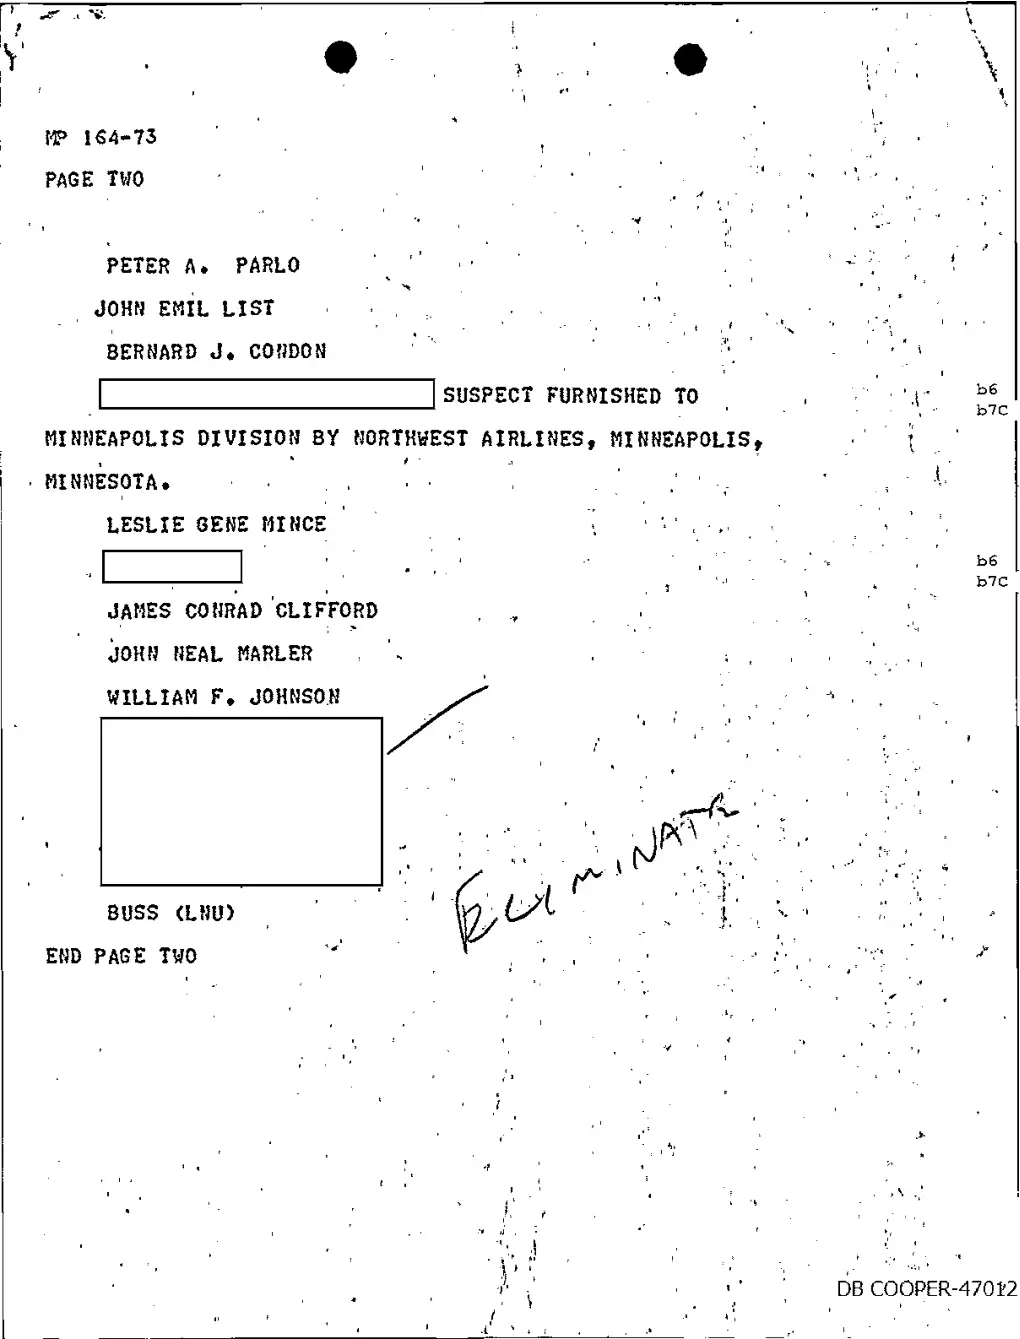 MP 164-73
PAGE TWO
PETER A. PARLO
JOHN EMIL LIST
BERNARD J. CONDON
SUSPECT FURNISHED TO
b6
b7C
MINNEAPOLIS DIVISION BY NORTHWEST AIRLINES, MINNEAPOLIS,
MINNESOTA.
LESLIE GENE MINCE
b6
b7C
JAMES CONRAD CLIFFORD
JOHN NEAL MARLER
WILLIAM F. JOHNSON
ELIMINATE
BUSS (LNU)
END PAGE TWO
DB COOPER-47012